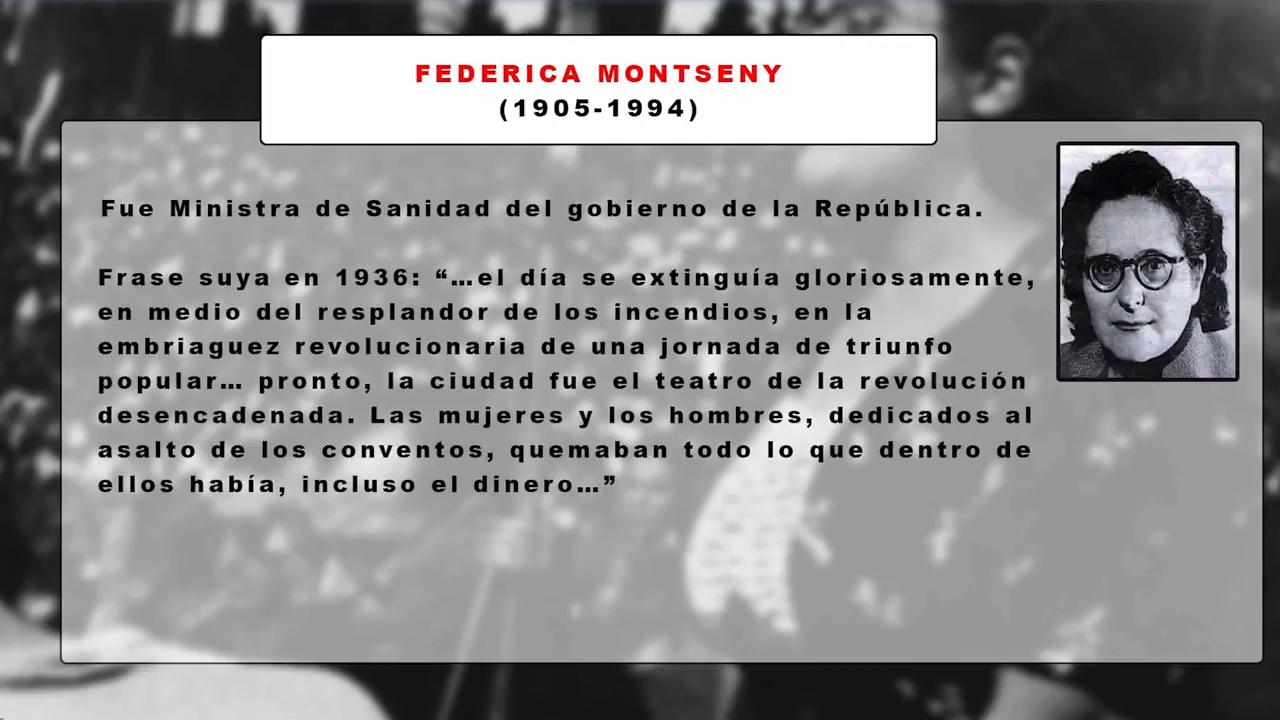 FEDERICA MONTSENY
(1905-1994)
Fue Ministra de Sanidad del gobierno de la República.
Frase suya en 1936: “…el día se extinguía gloriosamente,
en medio del resplandor de los incendios, en la
embriaguez revolucionaria de una jornada de triunfo
popular… pronto, la ciudad fue el teatro de la revolución
desencadenada. Las mujeres y los hombres, dedicados al
asalto de los conventos, quemaban todo lo que dentro de
ellos había, incluso el dinero…”